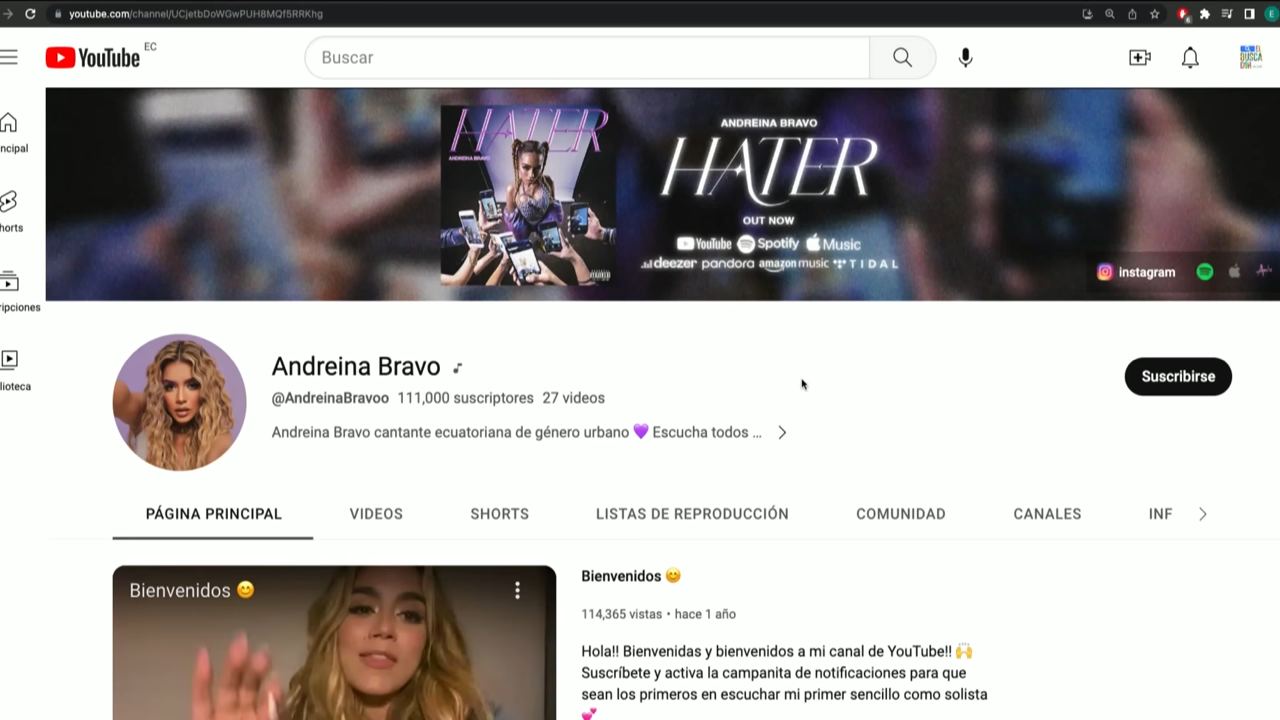 youtube.com/channel/UCjetbDoWGwPUH8MQf5RRKhg
YouTube EC
Buscar
HATER
ANDREINA BRAVO
ANDREINA BRAVO
HATER
OUT NOW
YouTube Spotify Music
deezer pandora amazon music TIDAL
instagram
ncipal
horts
ripciones
lioteca
Andreina Bravo
@AndreinaBravoo 111,000 suscriptores 27 videos
Andreina Bravo cantante ecuatoriana de género urbano 💜 Escucha todos ...
Suscribirse
PÁGINA PRINCIPAL VIDEOS SHORTS LISTAS DE REPRODUCCIÓN COMUNIDAD CANALES INF
Bienvenidos 😊
Bienvenidos 😊
114,365 vistas • hace 1 año
Hola!! Bienvenidas y bienvenidos a mi canal de YouTube!! 🙌
Suscríbete y activa la campanita de notificaciones para que
sean los primeros en escuchar mi primer sencillo como solista
💕